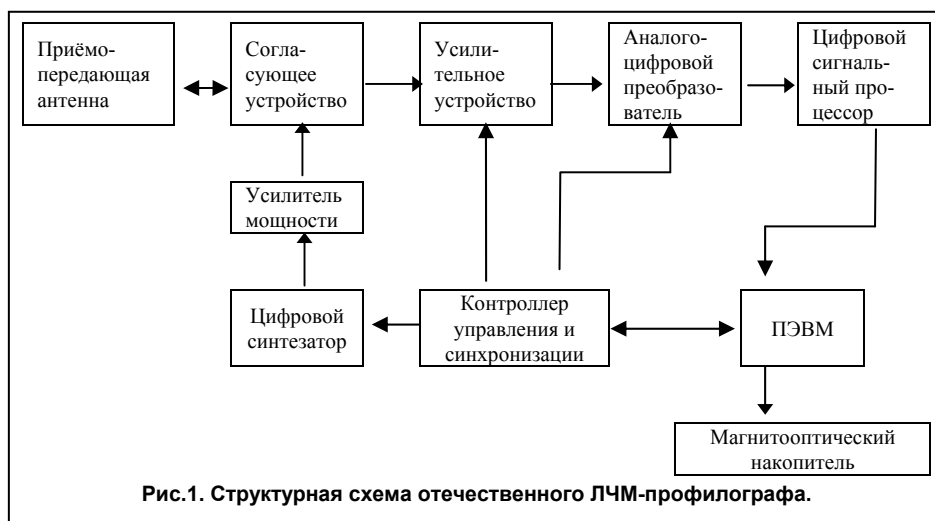 Приёмо-
передающая
антенна
Согла-
сующее
устройство
Усили-
тельное
устройство
Аналого-
цифровой
преобразо-
ватель
Цифровой
сигналь-
ный про-
цессор
Усилитель
мощности
Цифровой
синтезатор
Контроллер
управления и
синхронизации
ПЭВМ
Магнитооптический
накопитель
Рис.1. Структурная схема отечественного ЛЧМ-профилографа.